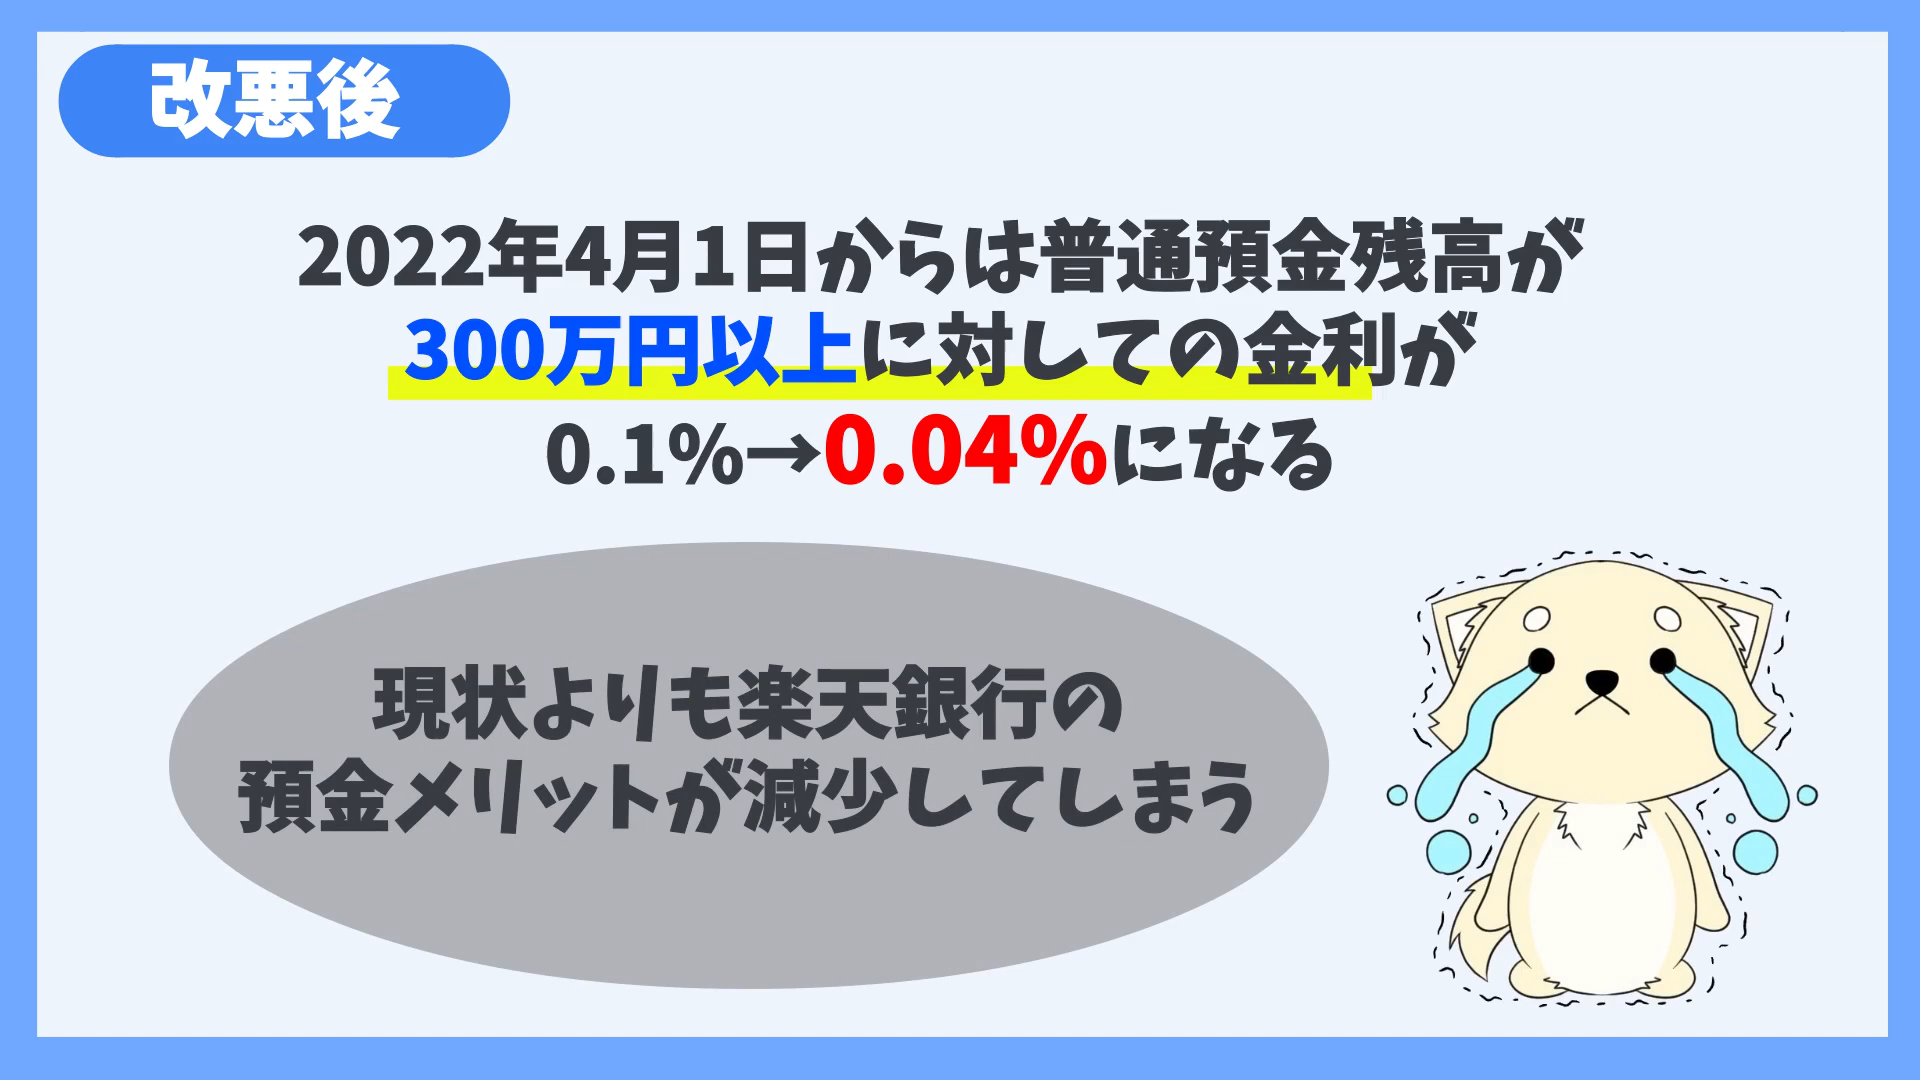 改悪後
2022年4月1日からは普通預金残高が
300万円以上に対しての金利が
0.1%→0.04%になる
現状よりも楽天銀行の
預金メリットが減少してしまう